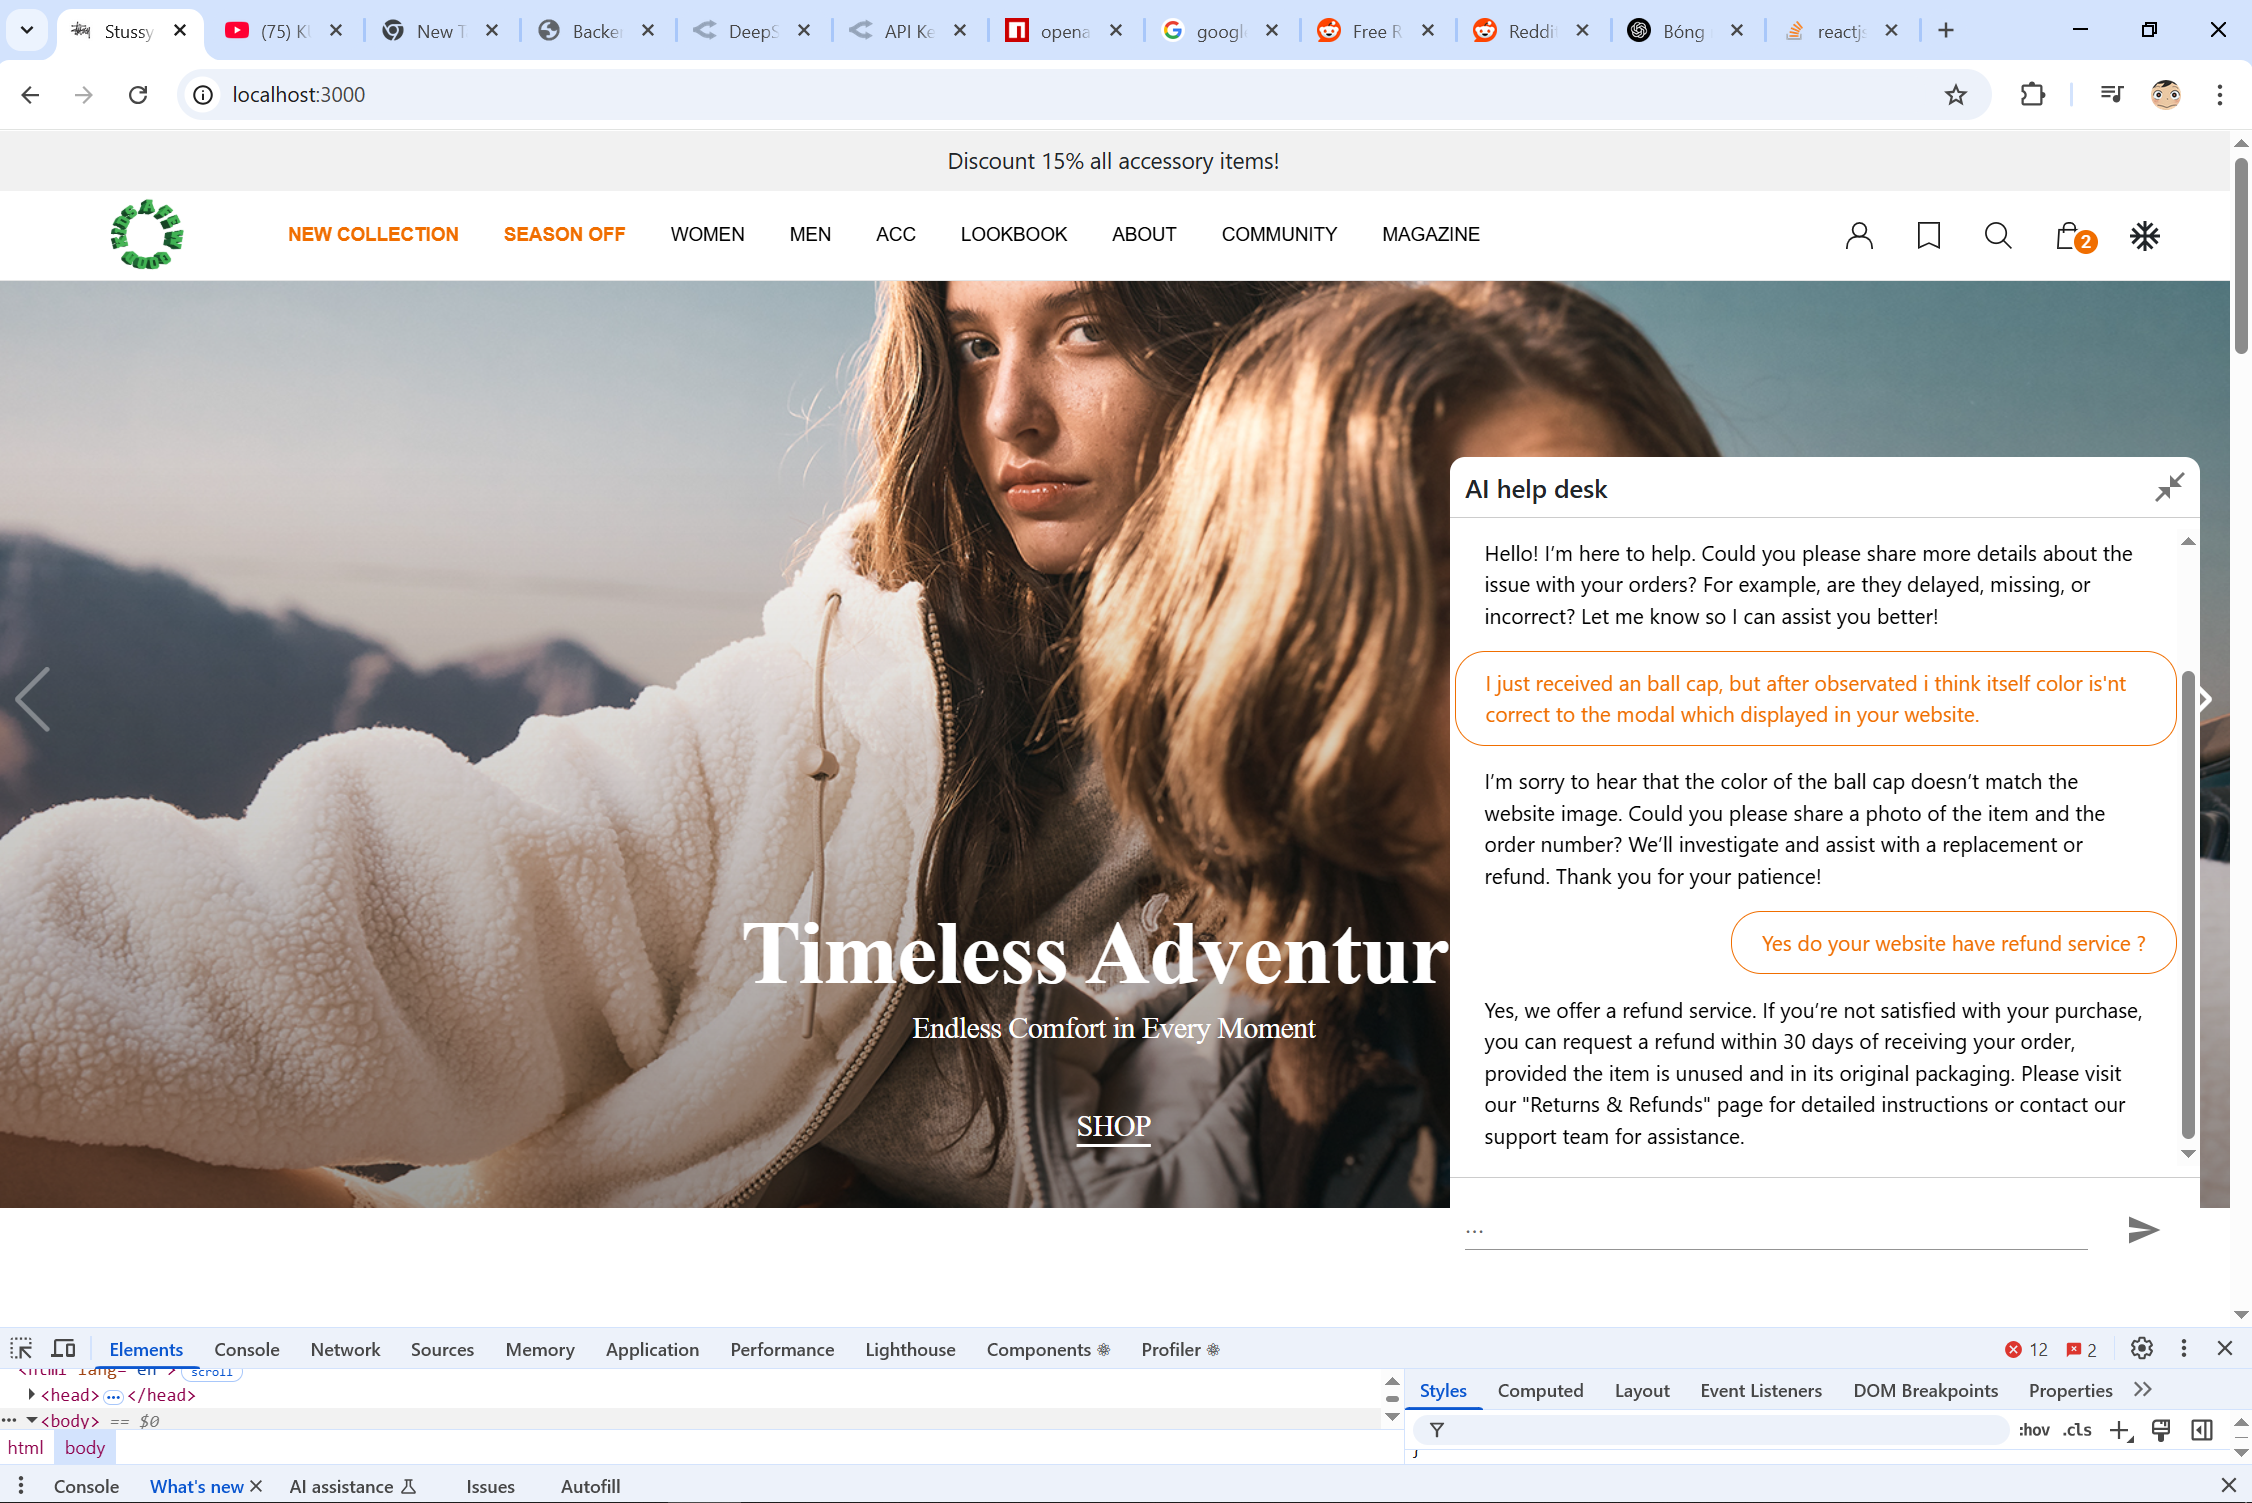 Stussy
(75) K
New T
Backer
DeepS
API Ke
opena
googl
Free R
Reddi
Bóng
reactjs
localhost:3000
Discount 15% all accessory items!
NEW COLLECTION
SEASON OFF
WOMEN
MEN
ACC
LOOKBOOK
ABOUT
COMMUNITY
MAGAZINE
2
AI help desk
Hello! I’m here to help. Could you please share more details about the
issue with your orders? For example, are they delayed, missing, or
incorrect? Let me know so I can assist you better!
I just received an ball cap, but after observated i think itself color is'nt
correct to the modal which displayed in your website.
I’m sorry to hear that the color of the ball cap doesn’t match the
website image. Could you please share a photo of the item and the
order number? We’ll investigate and assist with a replacement or
refund. Thank you for your patience!
Yes do your website have refund service ?
Yes, we offer a refund service. If you’re not satisfied with your purchase,
you can request a refund within 30 days of receiving your order,
provided the item is unused and in its original packaging. Please visit
our "Returns & Refunds" page for detailed instructions or contact our
support team for assistance.
...
Timeless Adventur
Endless Comfort in Every Moment
SHOP
Elements
Console
Network
Sources
Memory
Application
Performance
Lighthouse
Components
Profiler
12
2
<html lang="en"> scroll
<head> ... </head>
... <body> == $0
html body
Styles
Computed
Layout
Event Listeners
DOM Breakpoints
Properties
:hov .cls
}
Console
What's new
AI assistance
Issues
Autofill